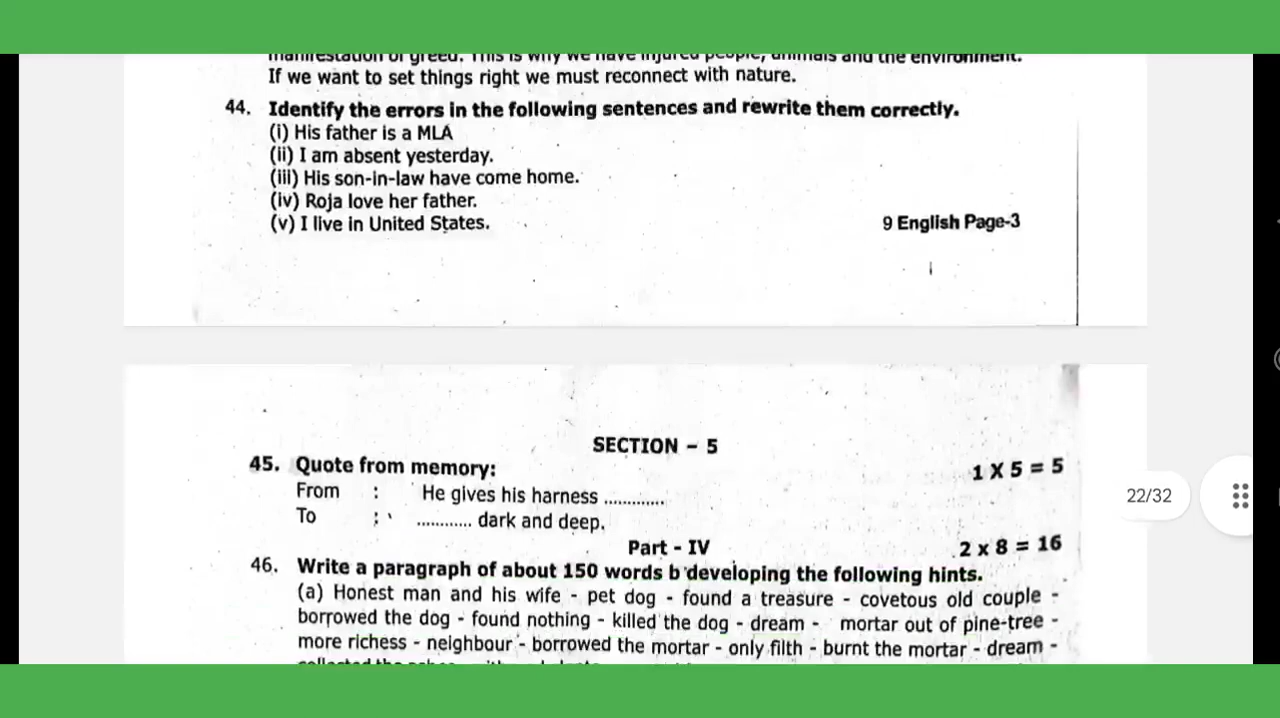 If we want to set things right we must reconnect with nature.
44. Identify the errors in the following sentences and rewrite them correctly.
(i) His father is a MLA
(ii) I am absent yesterday.
(iii) His son-in-law have come home.
(iv) Roja love her father.
(v) I live in United States.
9 English Page-3
SECTION - 5
45. Quote from memory: 1 X 5 = 5
From : He gives his harness .............
To : ............ dark and deep.
Part - IV 2 x 8 = 16
46. Write a paragraph of about 150 words b developing the following hints.
(a) Honest man and his wife - pet dog - found a treasure - covetous old couple -
borrowed the dog - found nothing - killed the dog - dream - mortar out of pine-tree -
more richess - neighbour - borrowed the mortar - only filth - burnt the mortar - dream -
22/32